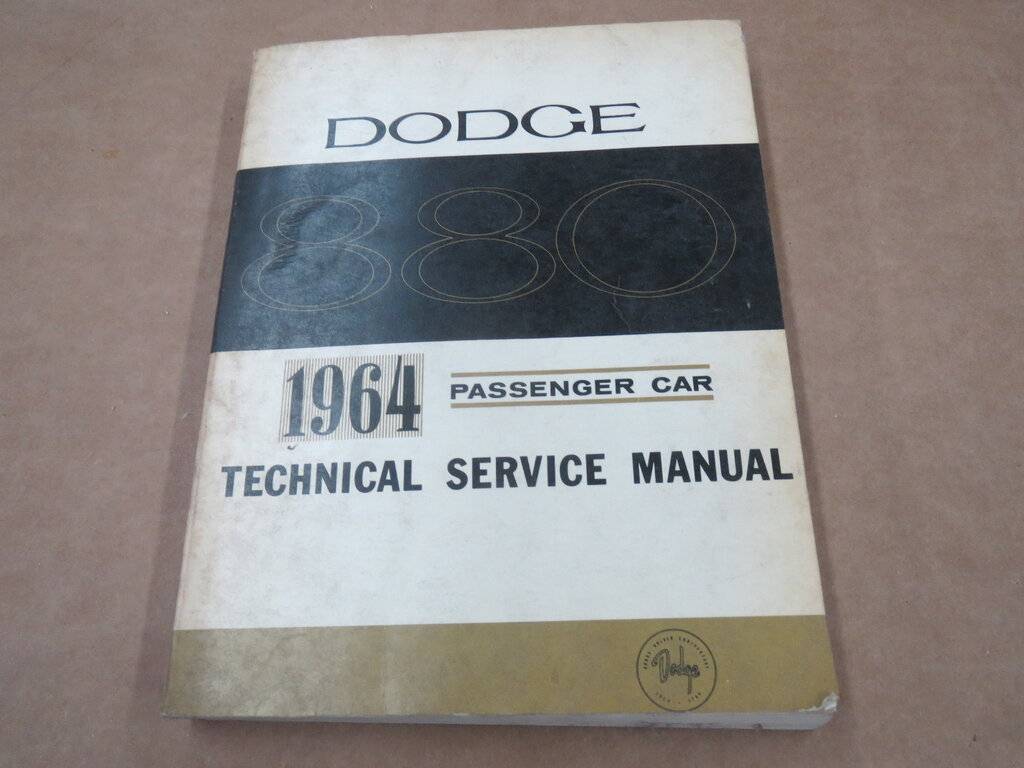 DODGE
880
1964
PASSENGER CAR
TECHNICAL SERVICE MANUAL
Dodge